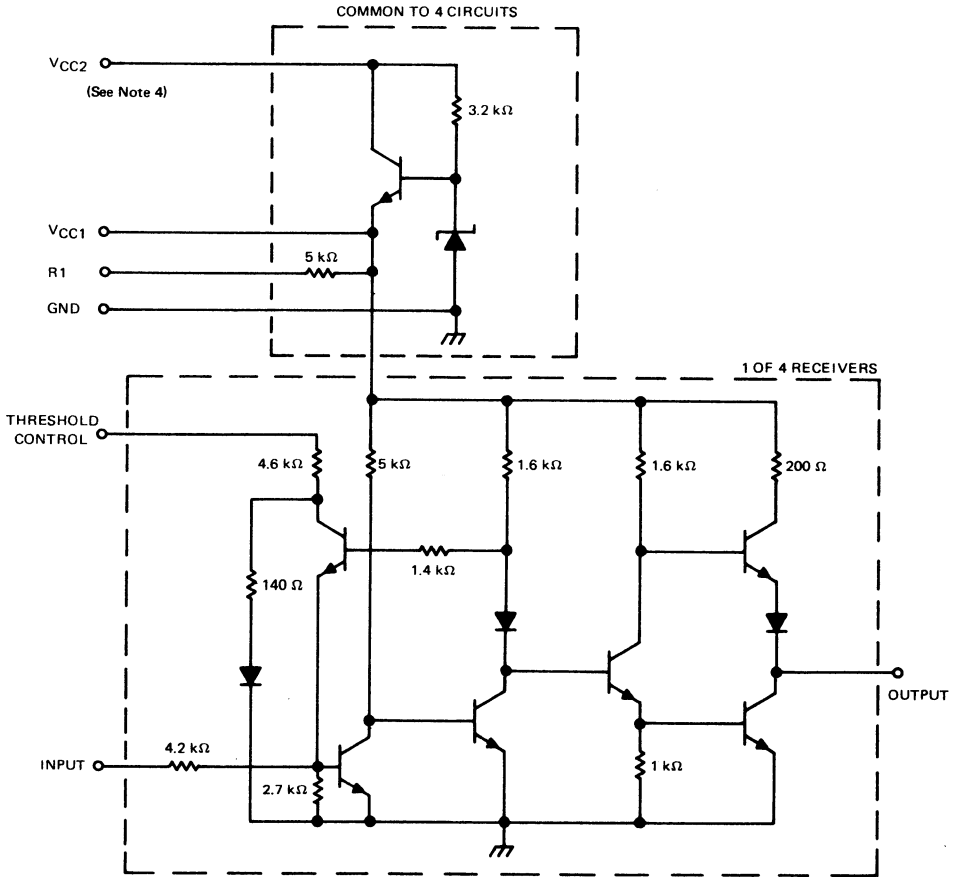 COMMON TO 4 CIRCUITS
VCC2
(See Note 4)
3.2 kΩ
VCC1
5 kΩ
R1
GND
1 OF 4 RECEIVERS
THRESHOLD
CONTROL
4.6 kΩ
5 kΩ
1.6 kΩ
1.6 kΩ
200 Ω
1.4 kΩ
140 Ω
OUTPUT
4.2 kΩ
INPUT
2.7 kΩ
1 kΩ